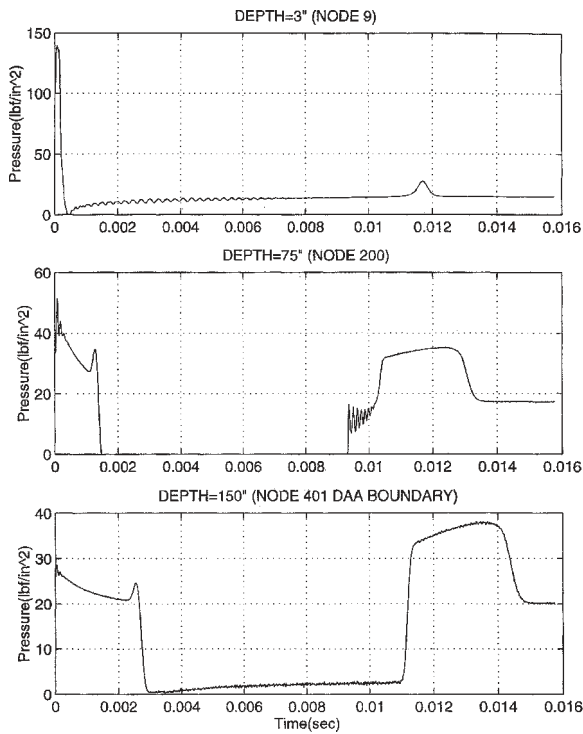 DEPTH=3" (NODE 9)
Pressure(lbf/in^2)
150
100
50
0
0 0.002 0.004 0.006 0.008 0.010 0.012 0.014 0.016
DEPTH=75" (NODE 200)
Pressure(lbf/in^2)
60
40
20
0
0 0.002 0.004 0.006 0.008 0.01 0.012 0.014 0.016
DEPTH=150" (NODE 401 DAA BOUNDARY)
Pressure(lbf/in^2)
40
30
20
10
0
0 0.002 0.004 0.006 0.008 0.01 0.012 0.014 0.016
Time(sec)